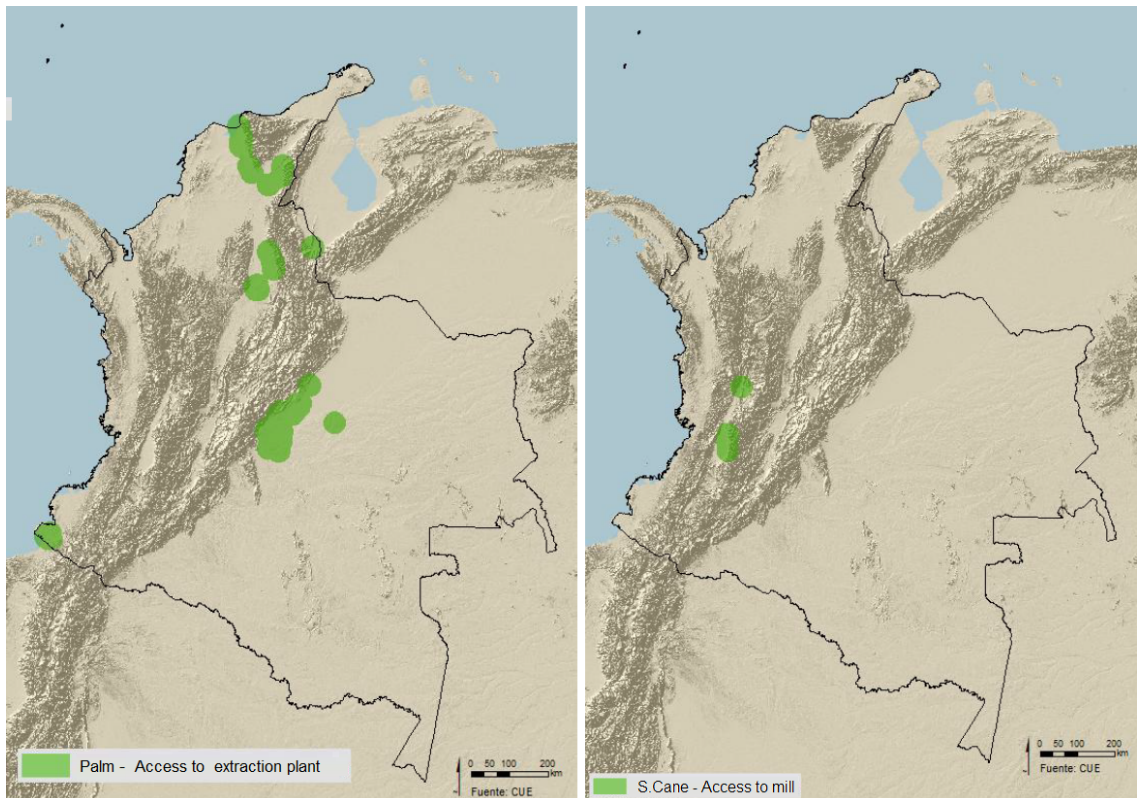 Palm - Access to extraction plant
0 50 100 200
km
Fuente: CUE
S.Cane - Access to mill
0 50 100 200
km
Fuente: CUE